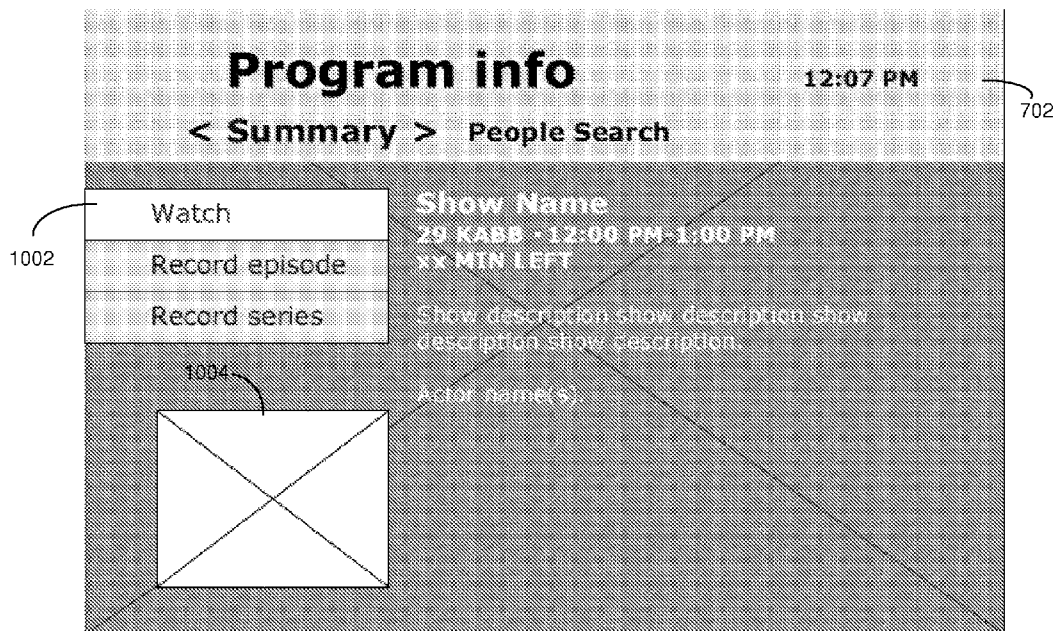 Program info
12:07 PM
702
< Summary > People Search
1002
Watch
Record episode
Record series
Show Name
29 KABB • 12:00 PM-1:00 PM
xx MIN LEFT
Show description show description show
description show description.
Actor name(s).
1004